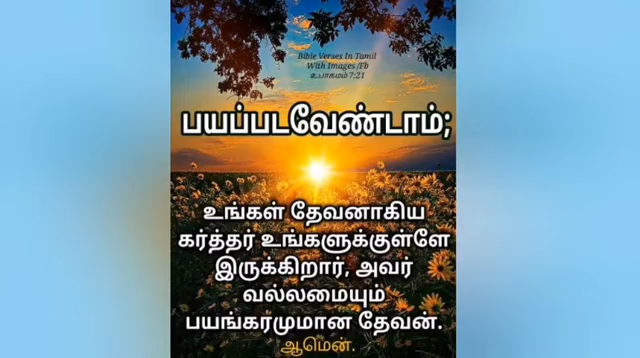 Bible Verses In Tamil
With Images /Fb
உபாகமம் 7:21
பயப்படவேண்டாம்;
உங்கள் தேவனாகிய
கர்த்தர் உங்களுக்குள்ளே
இருக்கிறார், அவர்
வல்லமையும்
பயங்கரமுமான தேவன்.
ஆமென்.